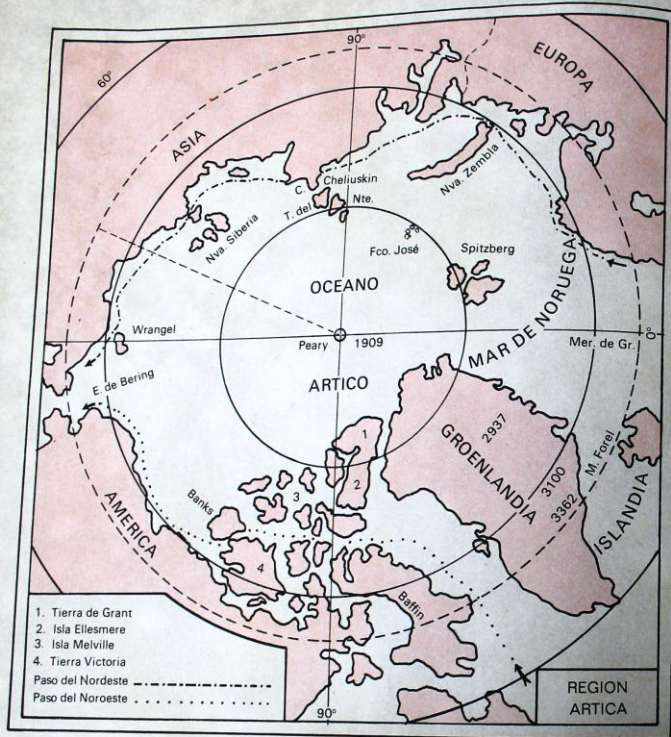 90°
60°
EUROPA
ASIA
C. Cheliuskin
T. del Nte.
Nva. Zembla
Nva. Siberia
Fco. José
Spitzberg
OCEANO
Wrangel
Peary 1909
MAR DE NORUEGA
Mer. de Gr.
0°
E. de Bering
ARTICO
1
GROENLANDIA
2937
M. Forel
3100
3362
ISLANDIA
2
3
Banks
AMERICA
4
Baffin
1. Tierra de Grant
2. Isla Ellesmere
3. Isla Melville
4. Tierra Victoria
Paso del Nordeste
Paso del Noroeste
90°
REGION
ARTICA